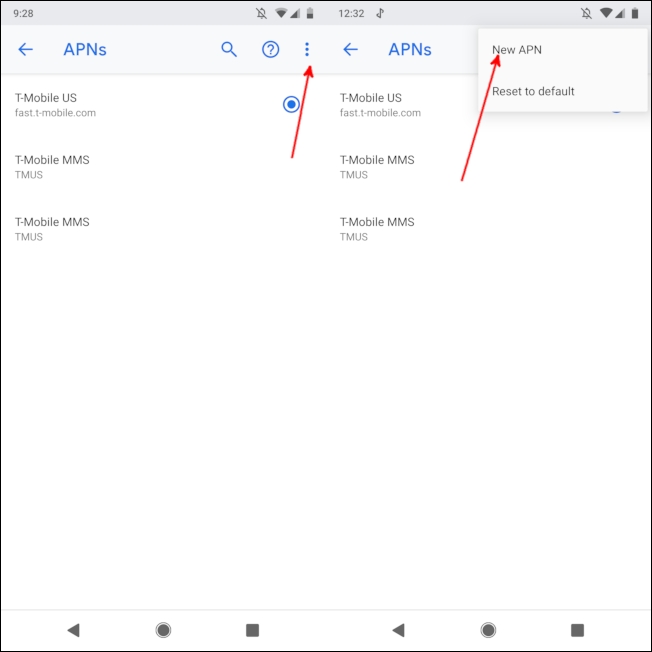 9:28
APNs
T-Mobile US
fast.t-mobile.com
T-Mobile MMS
TMUS
T-Mobile MMS
TMUS
12:32
APNs
New APN
Reset to default
T-Mobile US
fast.t-mobile.com
T-Mobile MMS
TMUS
T-Mobile MMS
TMUS